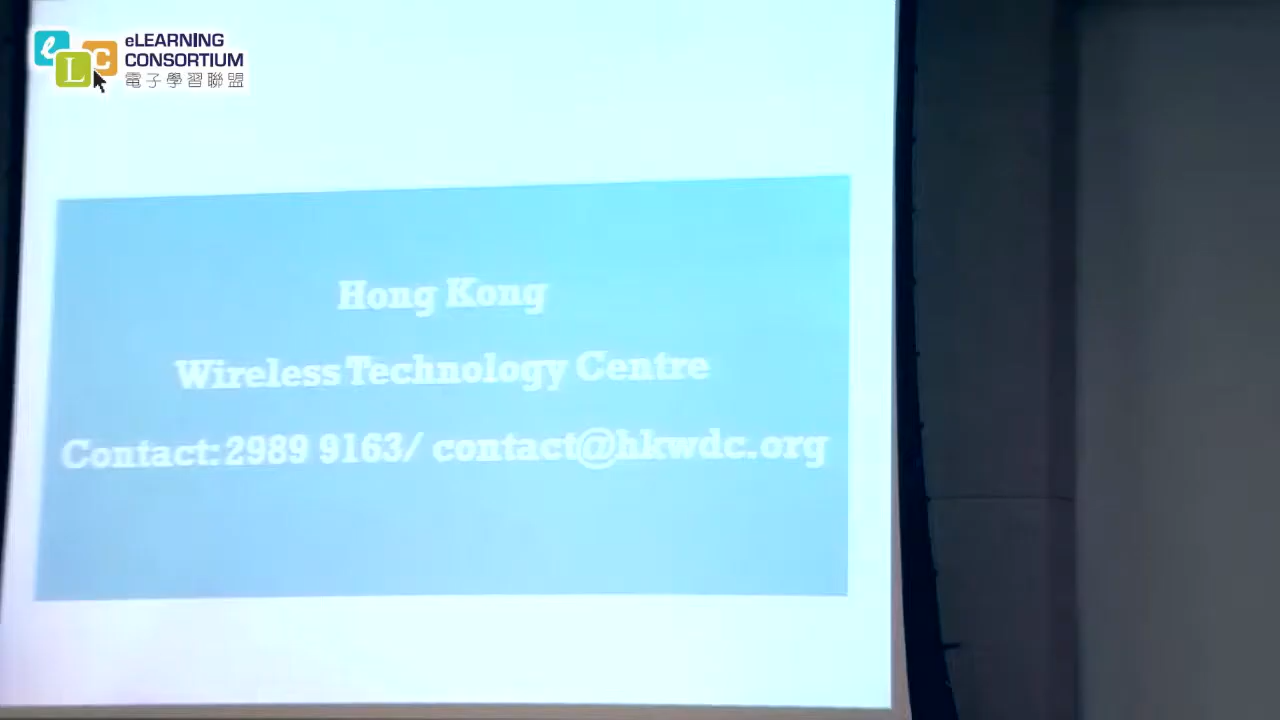 e
L
C
eLEARNING
CONSORTIUM
電子學習聯盟
Hong Kong
Wireless Technology Centre
Contact: 2989 9163/ contact@hkwdc.org